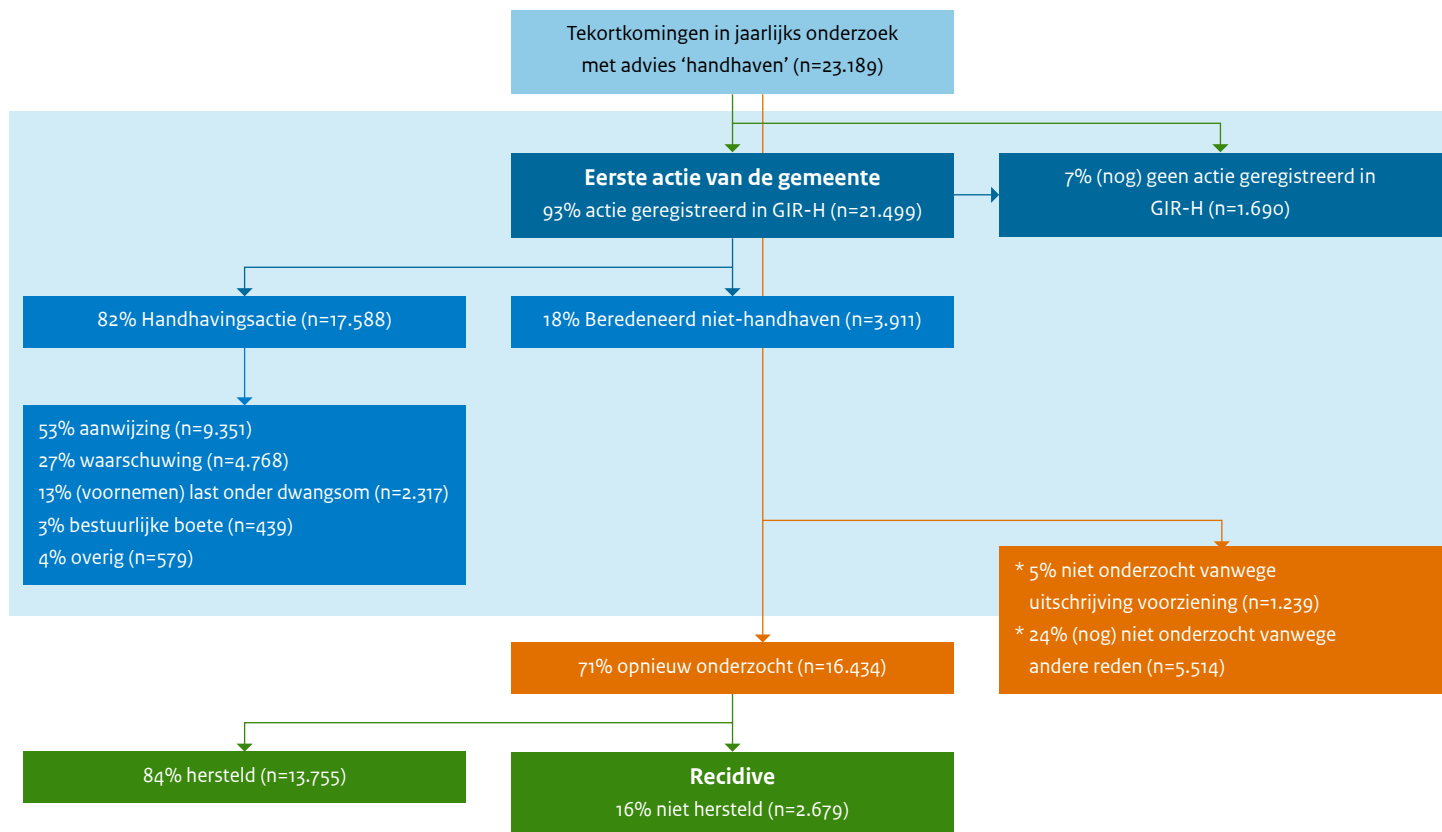 Tekortkomingen in jaarlijks onderzoek
met advies ‘handhaven’ (n=23.189)
Eerste actie van de gemeente
93% actie geregistreerd in GIR-H (n=21.499)
7% (nog) geen actie geregistreerd in
GIR-H (n=1.690)
82% Handhavingsactie (n=17.588)
18% Beredeneerd niet-handhaven (n=3.911)
53% aanwijzing (n=9.351)
27% waarschuwing (n=4.768)
13% (voornemen) last onder dwangsom (n=2.317)
3% bestuurlijke boete (n=439)
4% overig (n=579)
* 5% niet onderzocht vanwege
uitschrijving voorziening (n=1.239)
* 24% (nog) niet onderzocht vanwege
andere reden (n=5.514)
71% opnieuw onderzocht (n=16.434)
84% hersteld (n=13.755)
Recidive
16% niet hersteld (n=2.679)